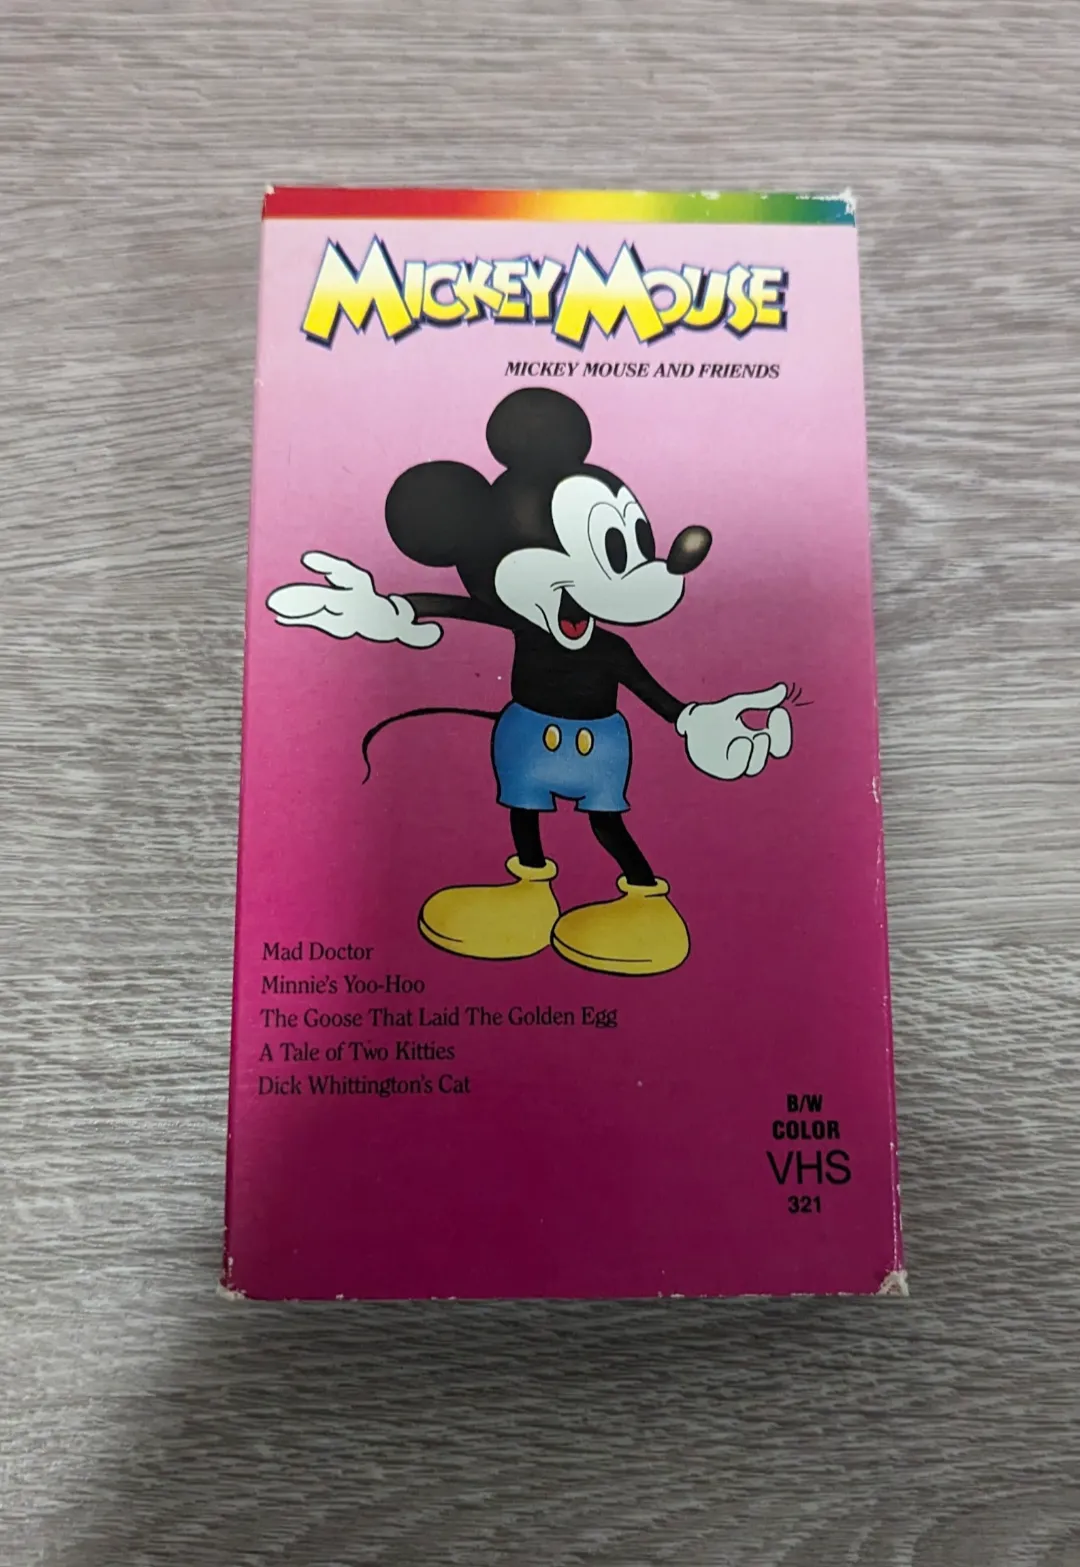 MICKEY MOUSE
MICKEY MOUSE AND FRIENDS
Mad Doctor
Minnie's Yoo-Hoo
The Goose That Laid The Golden Egg
A Tale of Two Kitties
Dick Whittington's Cat
B/W
COLOR
VHS
321